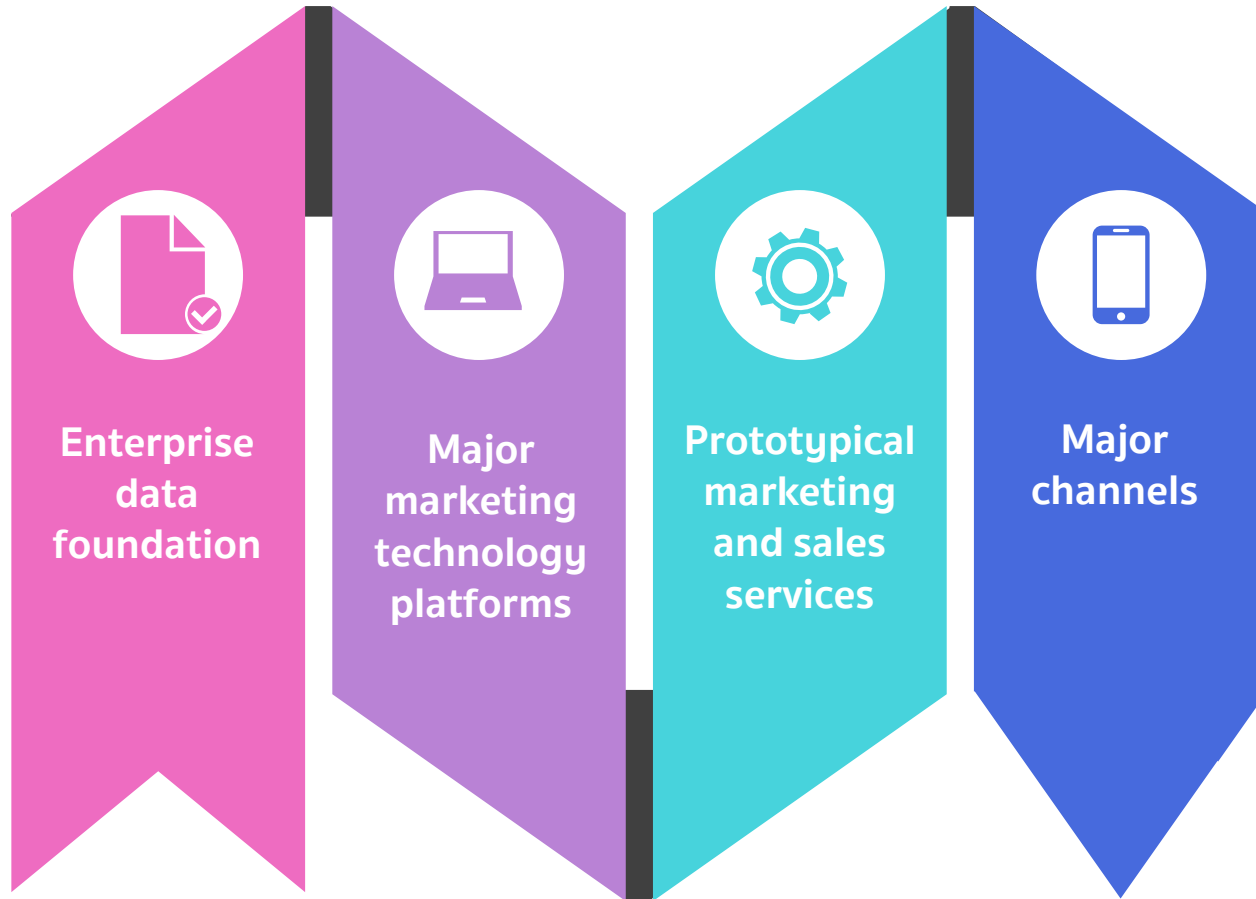 Enterprise
data
foundation
Major
marketing
technology
platforms
Prototypical
marketing
and sales
services
Major
channels